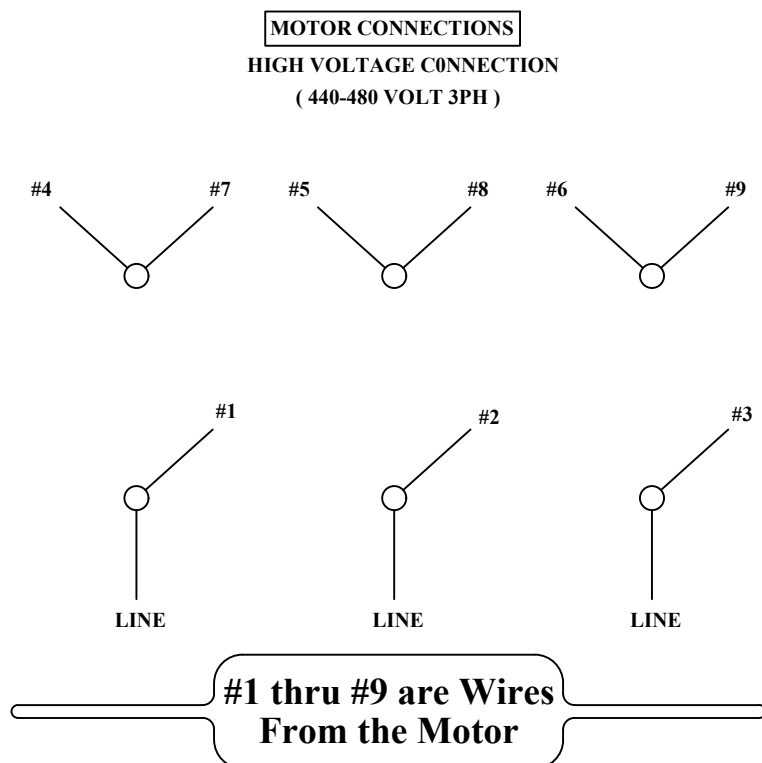 MOTOR CONNECTIONS
HIGH VOLTAGE C0NNECTION
( 440-480 VOLT 3PH )
#4 #7 #5 #8 #6 #9
#1 #2 #3
LINE LINE LINE
#1 thru #9 are Wires
From the Motor